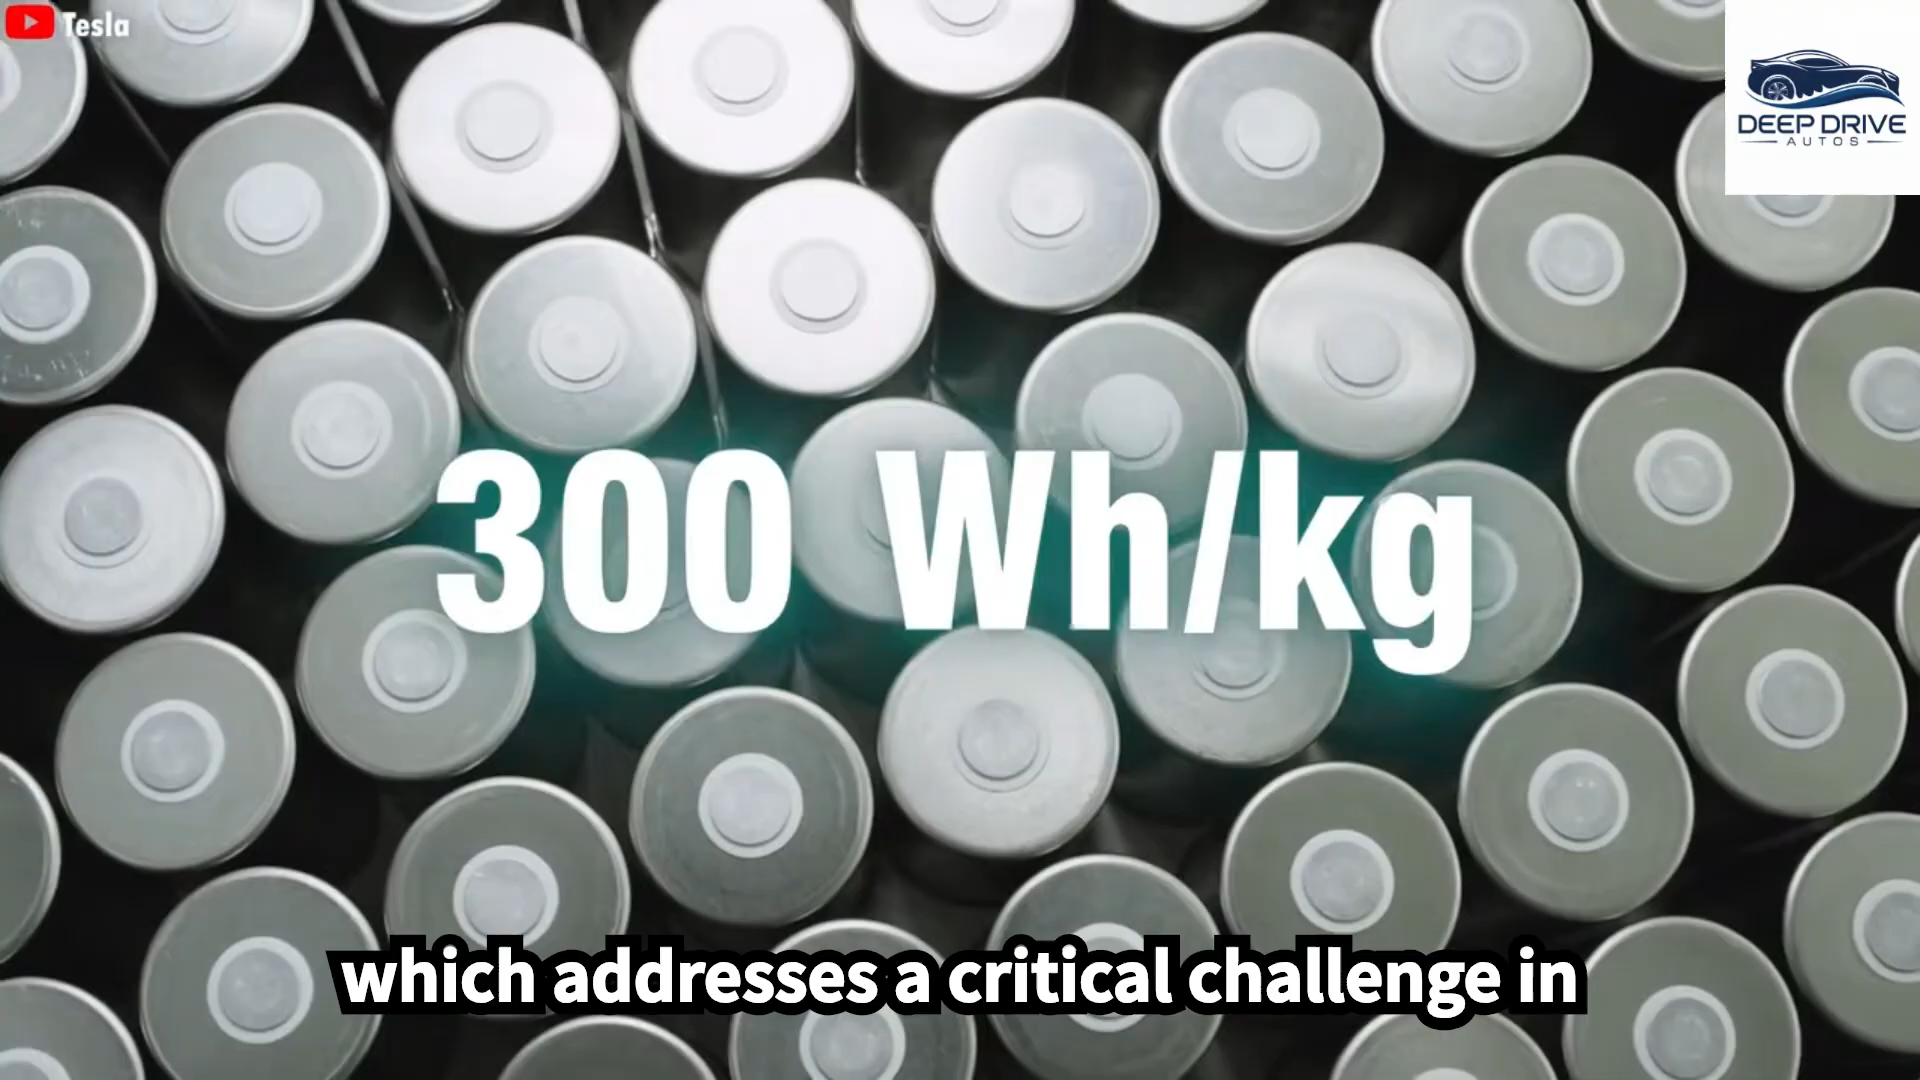 Tesla
DEEP DRIVE
AUTOS
300 Wh/kg
which addresses a critical challenge in